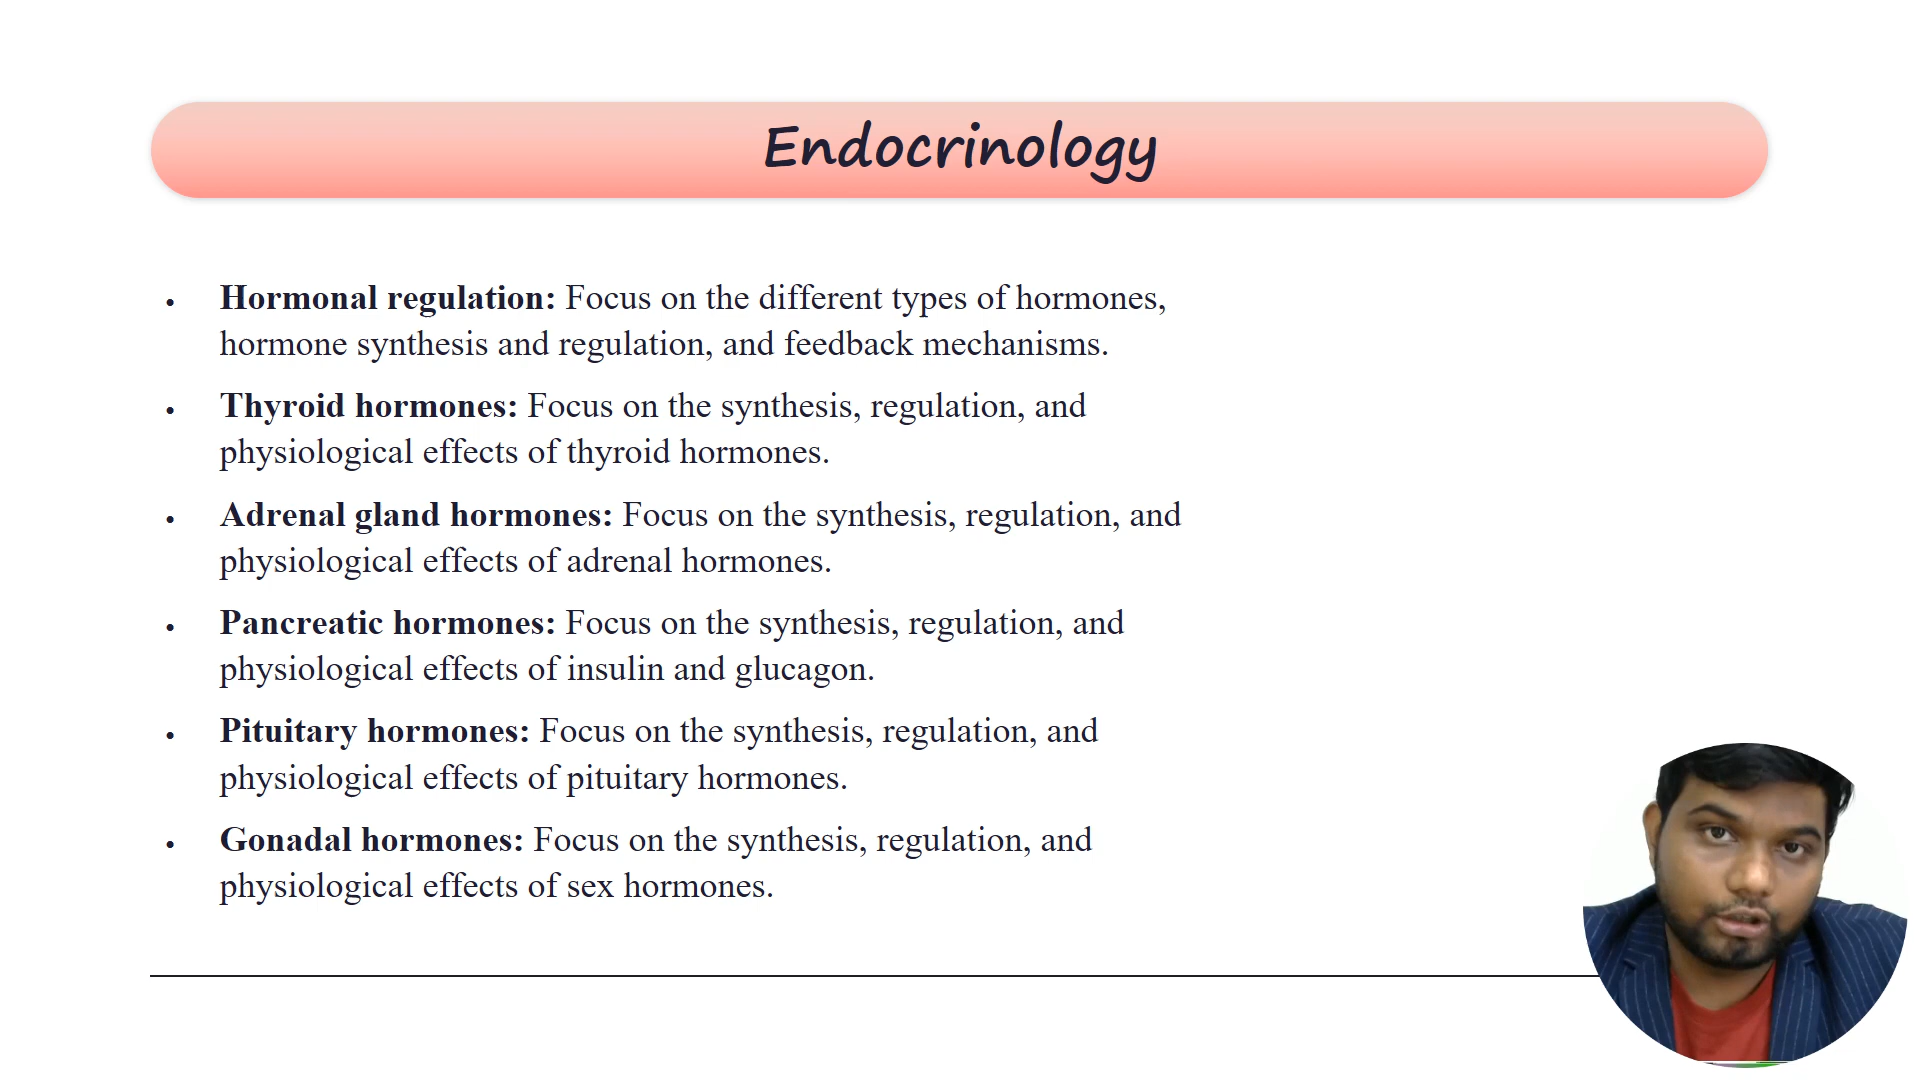 Endocrinology
• Hormonal regulation: Focus on the different types of hormones,
hormone synthesis and regulation, and feedback mechanisms.
• Thyroid hormones: Focus on the synthesis, regulation, and
physiological effects of thyroid hormones.
• Adrenal gland hormones: Focus on the synthesis, regulation, and
physiological effects of adrenal hormones.
• Pancreatic hormones: Focus on the synthesis, regulation, and
physiological effects of insulin and glucagon.
• Pituitary hormones: Focus on the synthesis, regulation, and
physiological effects of pituitary hormones.
• Gonadal hormones: Focus on the synthesis, regulation, and
physiological effects of sex hormones.